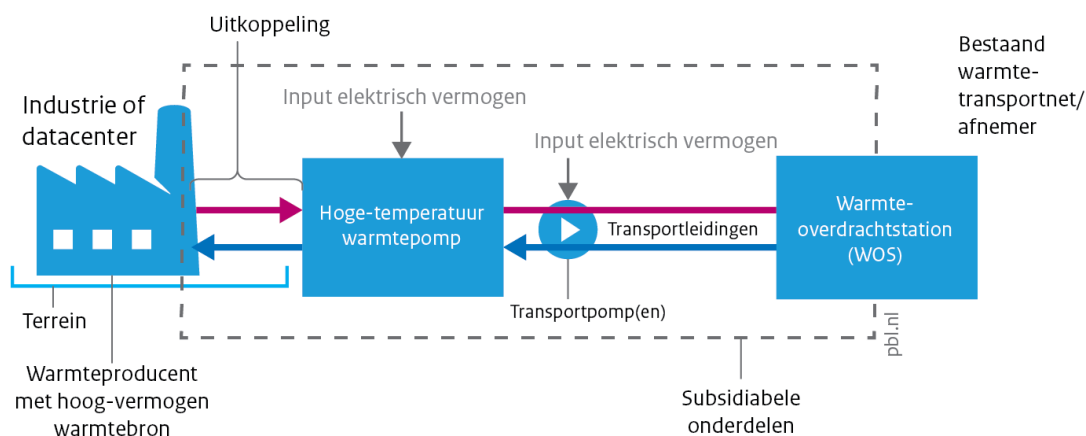 Uitkoppeling
Bestaand
warmte-
transportnet/
afnemer
Industrie of
datacenter
Input elektrisch vermogen
Input elektrisch vermogen
Hoge-temperatuur
warmtepomp
Transportleidingen
Warmte-
overdrachtstation
(WOS)
Terrein
Transportpomp(en)
pbl.nl
Warmteproducent
met hoog-vermogen
warmtebron
Subsidiabele
onderdelen